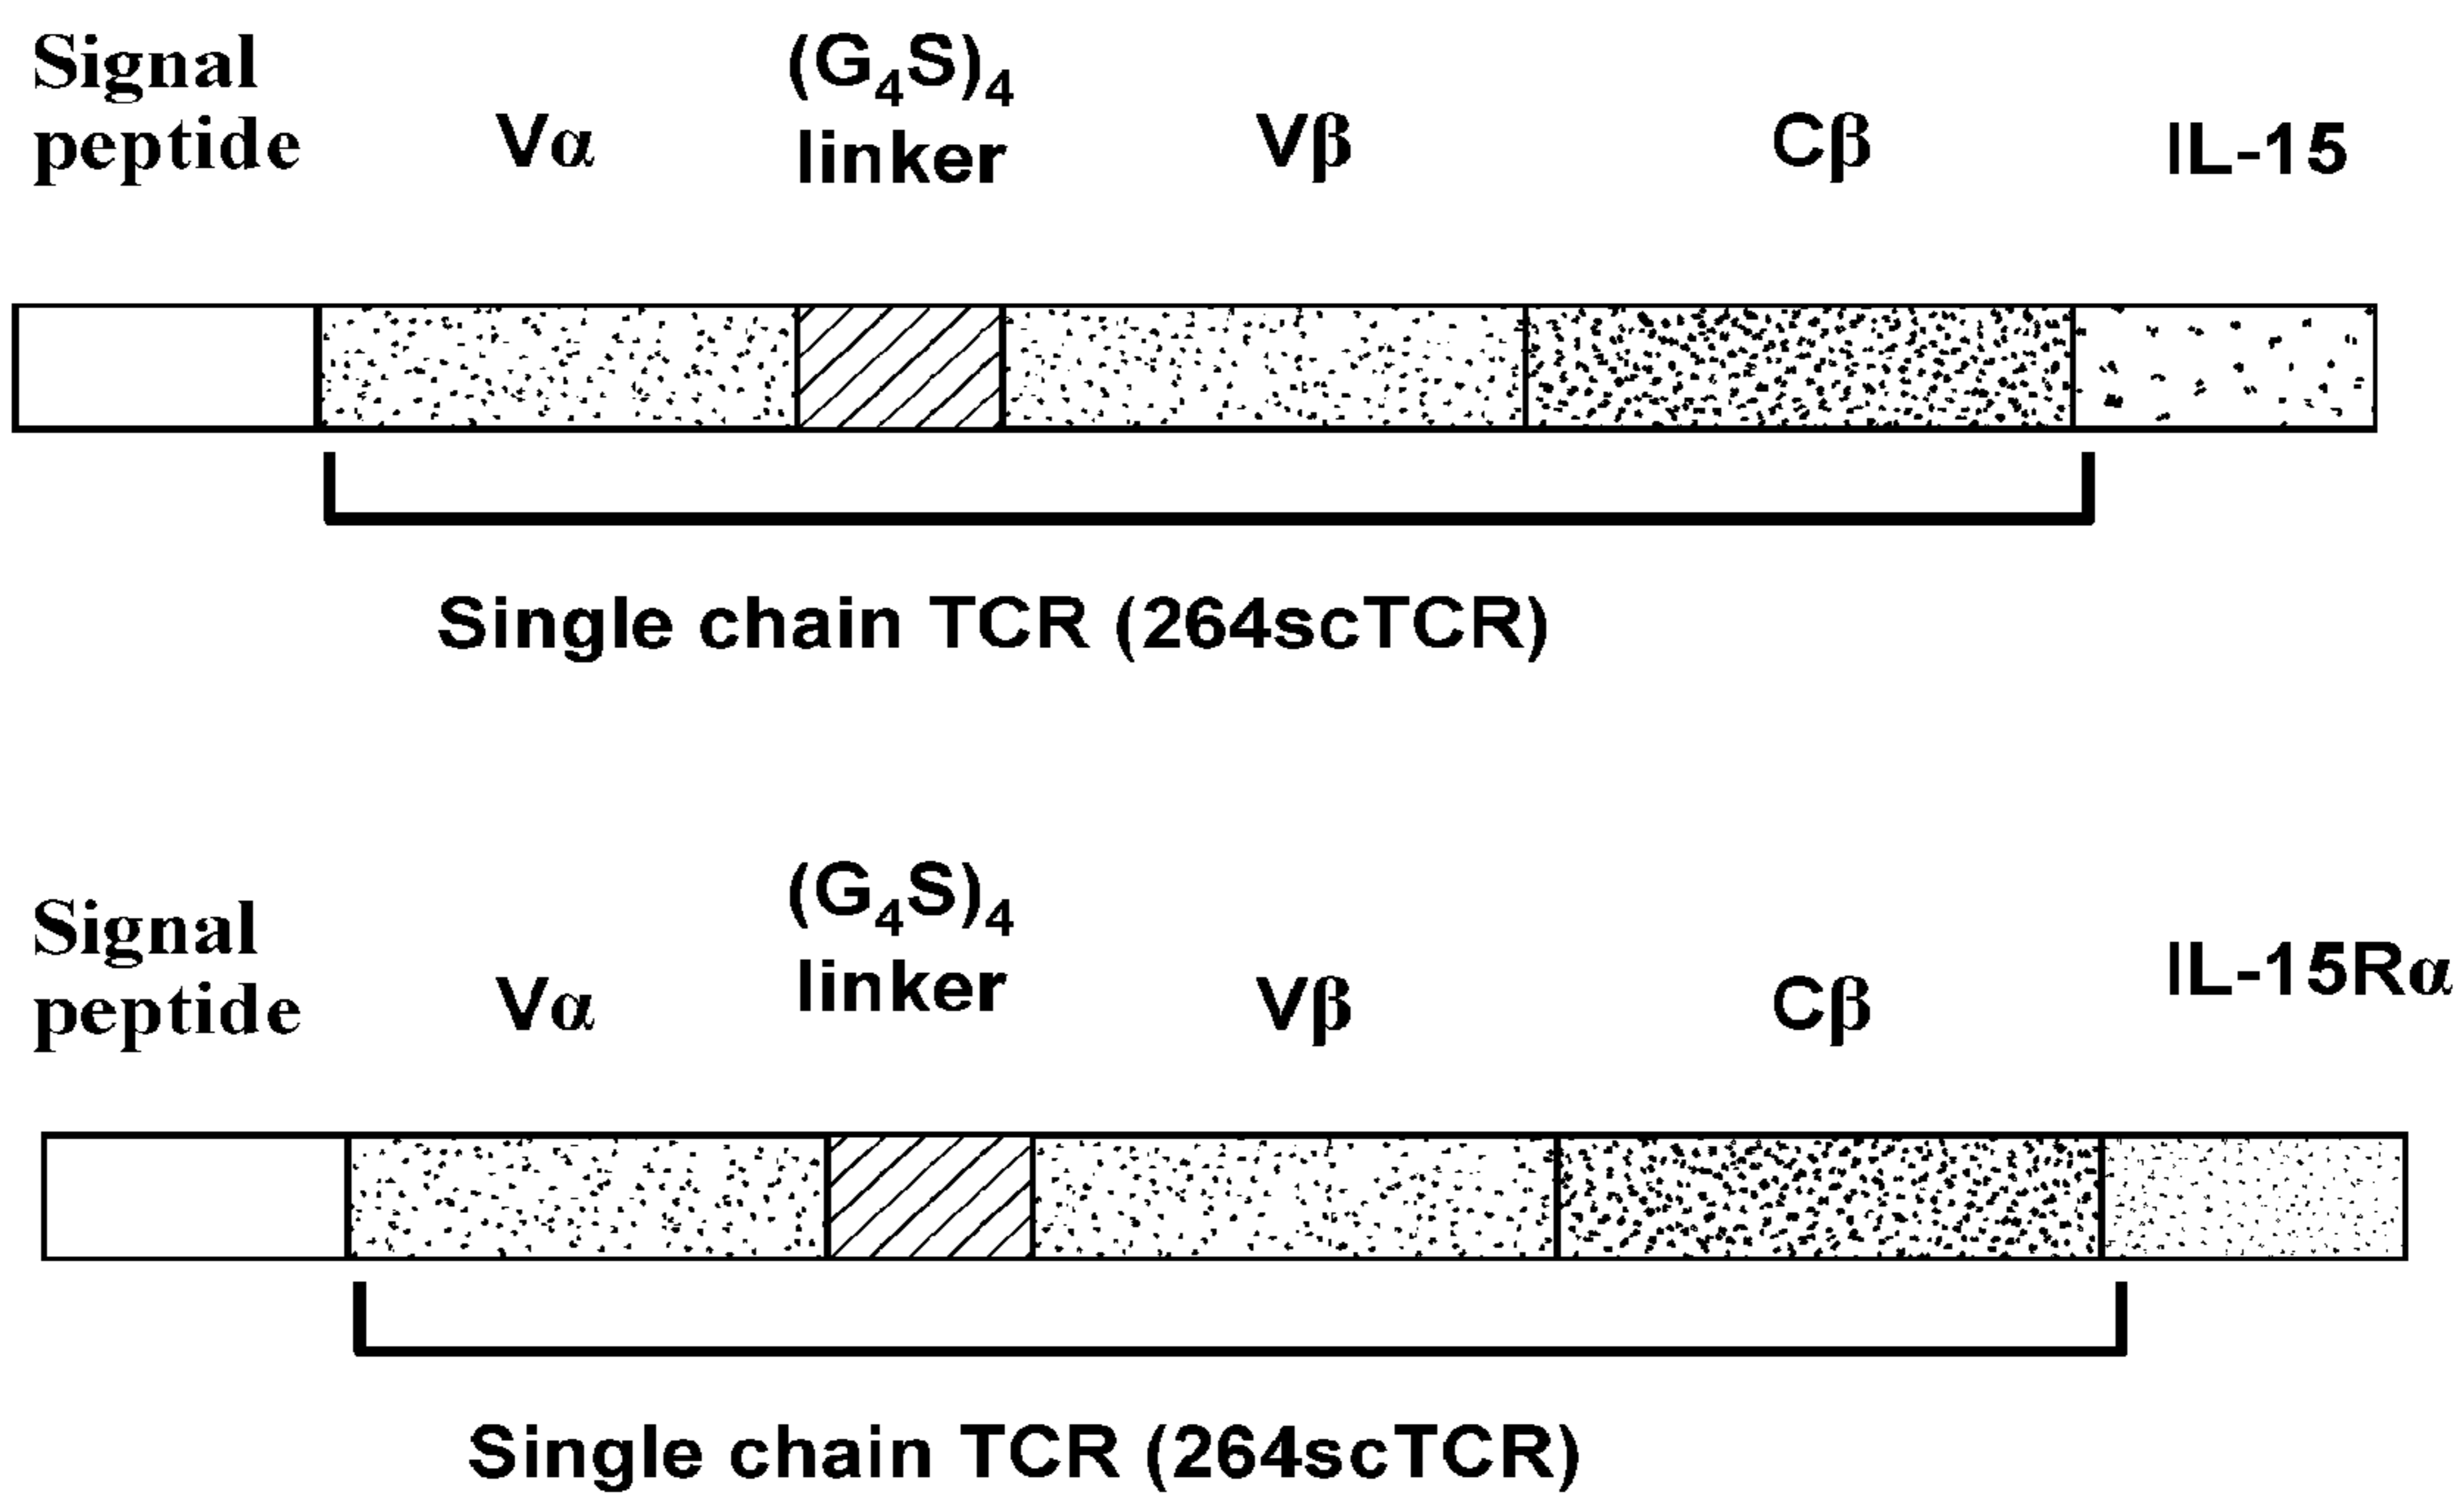 Signal
peptide
Vα
(G₄S)₄
linker
Vβ
Cβ
IL-15
Single chain TCR (264scTCR)
Signal
peptide
Vα
(G₄S)₄
linker
Vβ
Cβ
IL-15Rα
Single chain TCR (264scTCR)